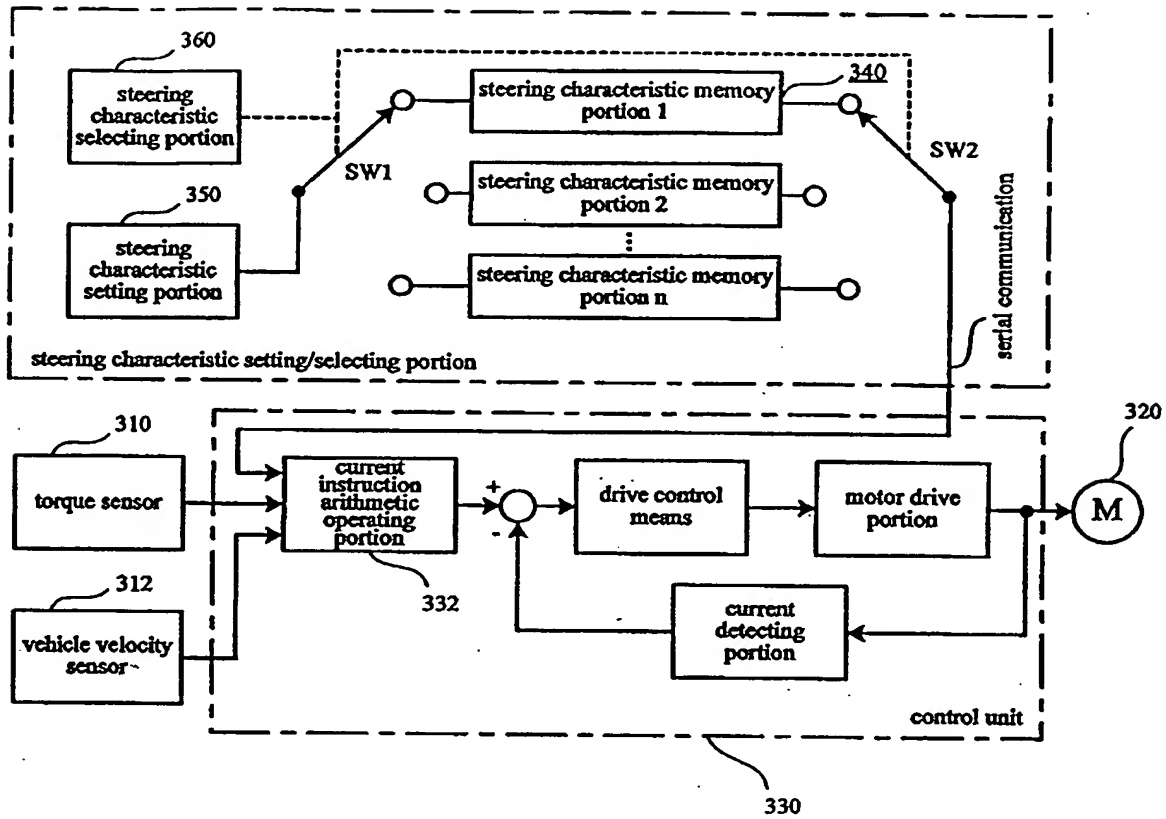 360
steering
characteristic
selecting portion
SW1
350
steering
characteristic
setting portion
steering characteristic memory
portion 1
340
steering characteristic memory
portion 2
steering characteristic memory
portion n
SW2
serial communication
steering characteristic setting/selecting portion
310
torque sensor
312
vehicle velocity
sensor
current
instruction
arithmetic
operating
portion
332
+
-
drive control
means
motor drive
portion
current
detecting
portion
320
M
control unit
330